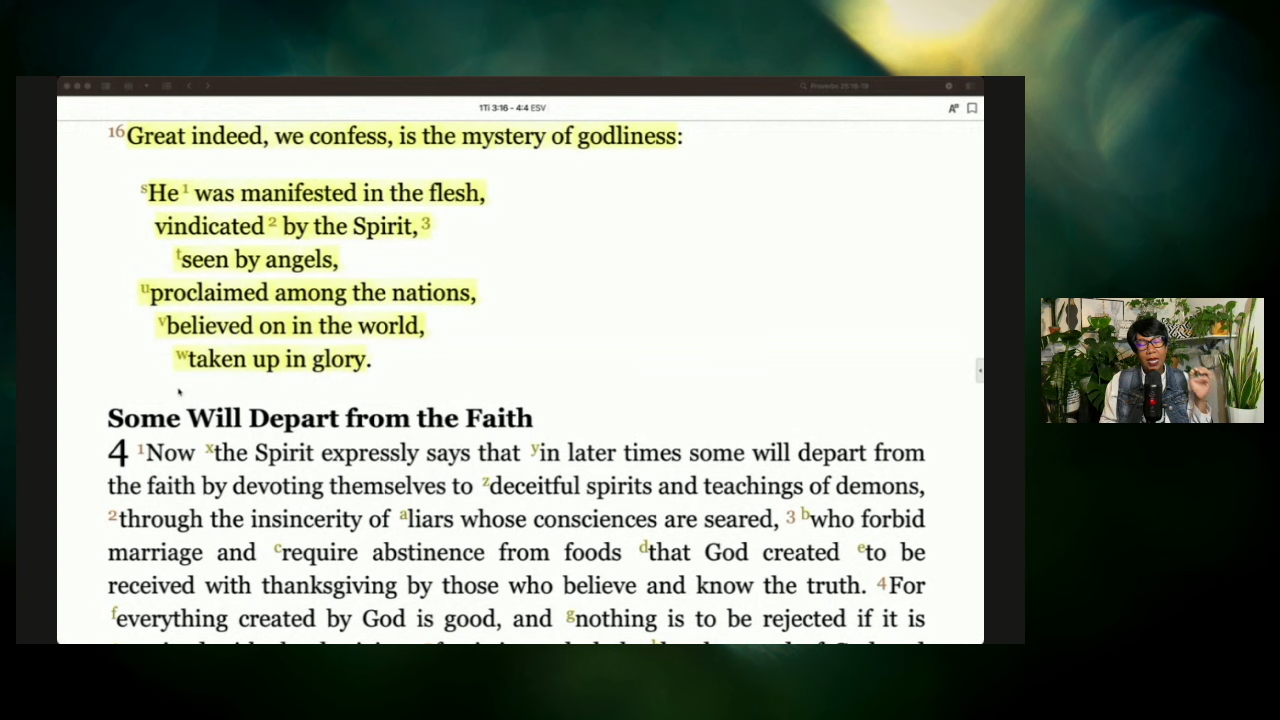 Proverbs 25:16-19
1Ti 3:16 - 4:4 ESV
16Great indeed, we confess, is the mystery of godliness:
sHe1 was manifested in the flesh,
vindicated2 by the Spirit,3
tseen by angels,
uproclaimed among the nations,
vbelieved on in the world,
wtaken up in glory.
Some Will Depart from the Faith
4 1Now xthe Spirit expressly says that yin later times some will depart from
the faith by devoting themselves to zdeceitful spirits and teachings of demons,
2through the insincerity of aliars whose consciences are seared, 3 bwho forbid
marriage and crequire abstinence from foods dthat God created eto be
received with thanksgiving by those who believe and know the truth. 4For
feverything created by God is good, and gnothing is to be rejected if it is